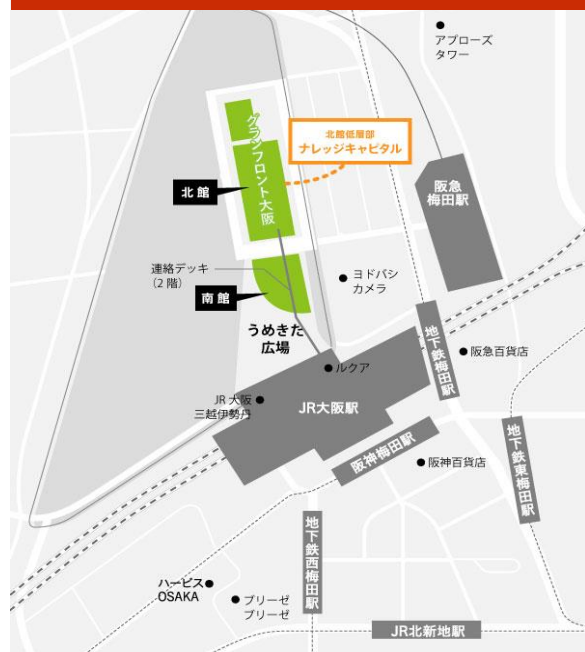 アプローズ
タワー
グランフロント大阪
北館低層部
ナレッジキャピタル
阪急
梅田駅
北館
連絡デッキ
（2階）
南館
ヨドバシ
カメラ
うめきた
広場
地下鉄梅田駅
阪急百貨店
ルクア
JR大阪
三越伊勢丹
JR大阪駅
阪神梅田駅
阪神百貨店
地下鉄東梅田駅
地下鉄西梅田駅
ハービス
OSAKA
ブリーゼ
ブリーゼ
JR北新地駅